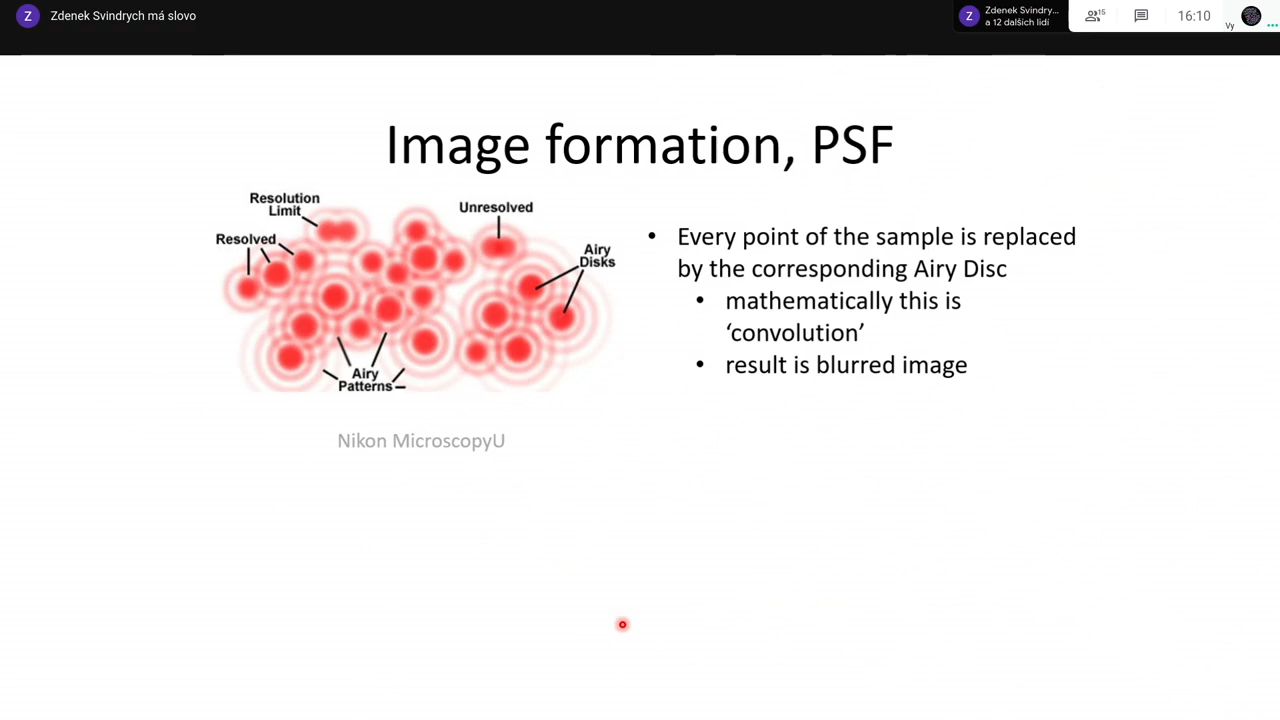 Zdenek Svindrych má slovo
Zdenek Svindry...
a 12 dalších lidí
15
16:10
Vy
Image formation, PSF
Resolution
Limit
Resolved
Unresolved
Airy
Disks
Airy
Patterns
Nikon MicroscopyU
• Every point of the sample is replaced
by the corresponding Airy Disc
• mathematically this is
‘convolution’
• result is blurred image